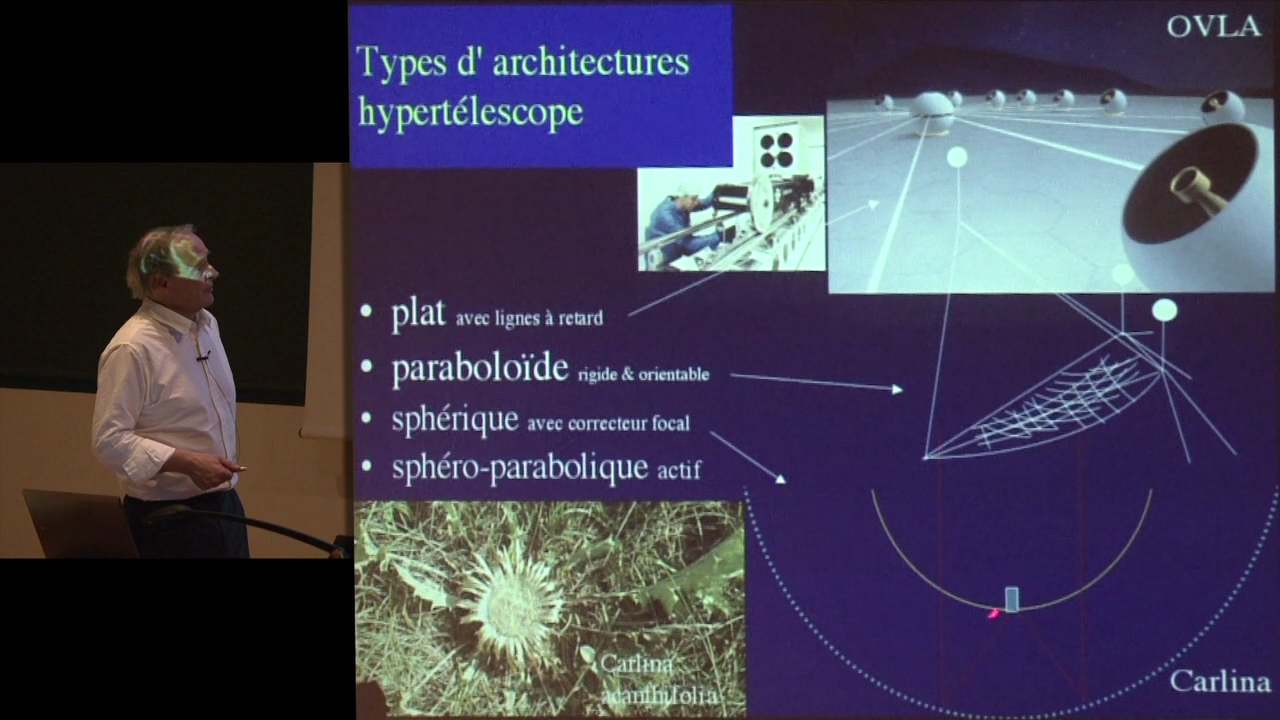 Types d' architectures
hypertélescope
OVLA
• plat avec lignes à retard
• paraboloïde rigide & orientable
• sphérique avec correcteur focal
• sphéro-parabolique actif
Carlina
acanthifolia
Carlina